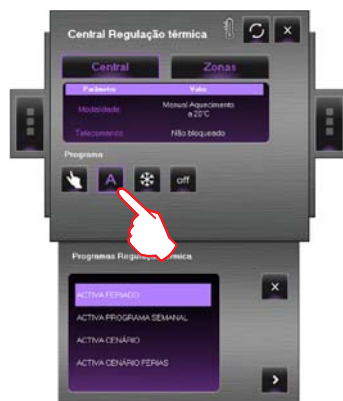 Central Regulação térmica
Central Zonas
Parâmetro Valor
Modalidade Manual Aquecimento
a 20°C
Telecomando Não bloqueado
Programa
A off
Programas Regulação térmica
ACTIVA FERIADO
ACTIVA PROGRAMA SEMANAL
ACTIVA CENÁRIO
ACTIVA CENÁRIO FÉRIAS